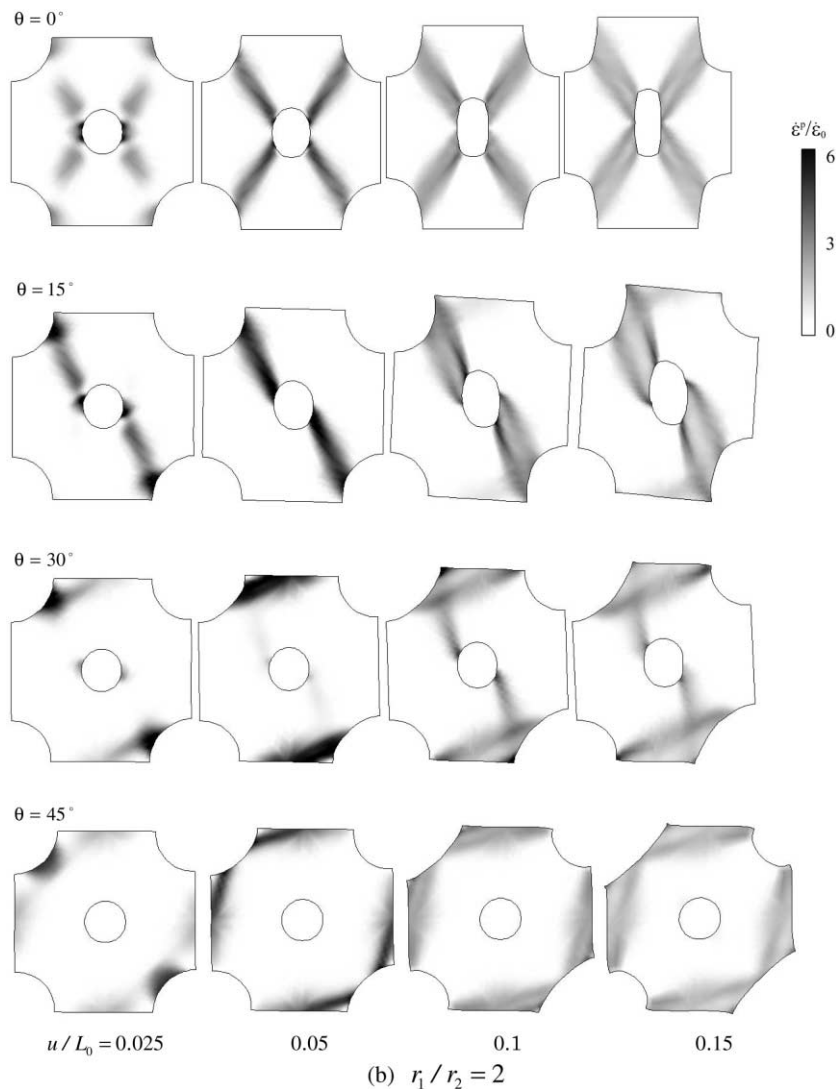 θ = 0°
ε̇ᵖ/ε̇₀
6
3
0
θ = 15°
θ = 30°
θ = 45°
u / L₀ = 0.025 0.05 0.1 0.15
(b) r₁ / r₂ = 2